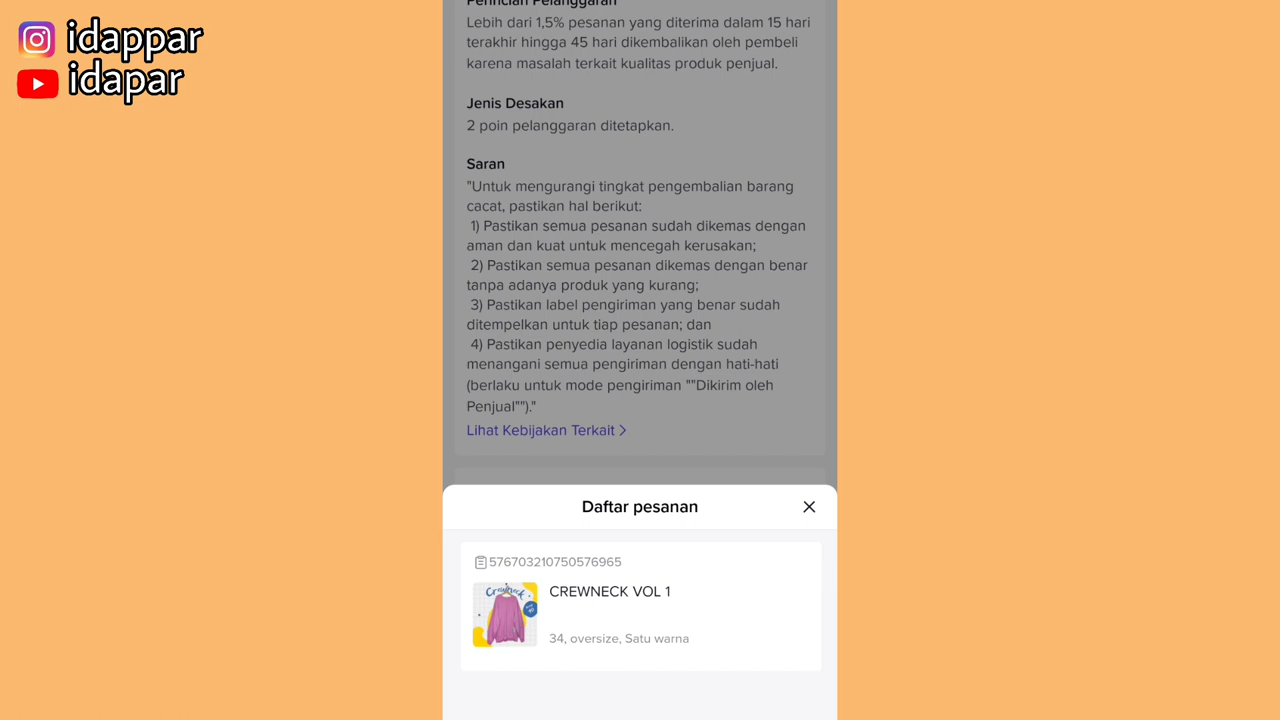 idappar
idapar
Perincian Pelanggaran
Lebih dari 1,5% pesanan yang diterima dalam 15 hari
terakhir hingga 45 hari dikembalikan oleh pembeli
karena masalah terkait kualitas produk penjual.
Jenis Desakan
2 poin pelanggaran ditetapkan.
Saran
"Untuk mengurangi tingkat pengembalian barang
cacat, pastikan hal berikut:
1) Pastikan semua pesanan sudah dikemas dengan
aman dan kuat untuk mencegah kerusakan;
2) Pastikan semua pesanan dikemas dengan benar
tanpa adanya produk yang kurang;
3) Pastikan label pengiriman yang benar sudah
ditempelkan untuk tiap pesanan; dan
4) Pastikan penyedia layanan logistik sudah
menangani semua pengiriman dengan hati-hati
(berlaku untuk mode pengiriman ""Dikirim oleh
Penjual"")."
Lihat Kebijakan Terkait >
Daftar pesanan
576703210750576965
Crewneck
CREWNECK VOL 1
34, oversize, Satu warna